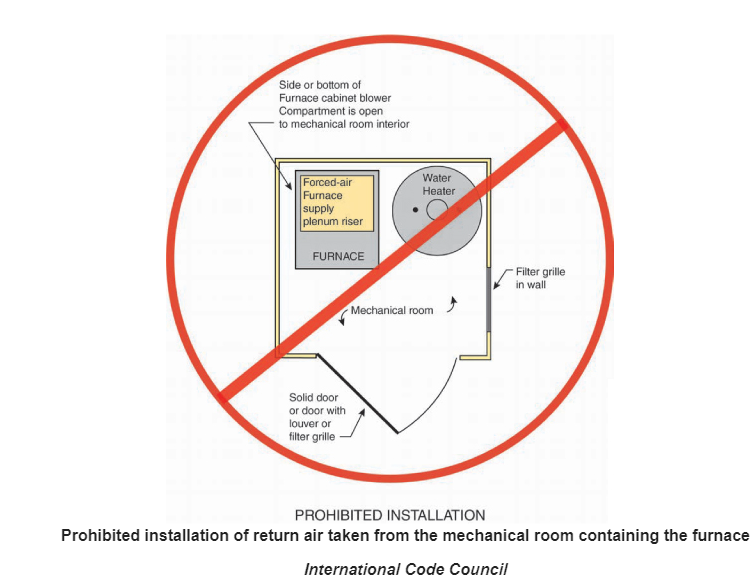 Side or bottom of
Furnace cabinet blower
Compartment is open
to mechanical room interior
Forced-air
Furnace
supply
plenum riser
FURNACE
Water
Heater
Filter grille
in wall
Mechanical room
Solid door
or door with
louver or
filter grille
PROHIBITED INSTALLATION
Prohibited installation of return air taken from the mechanical room containing the furnace
International Code Council